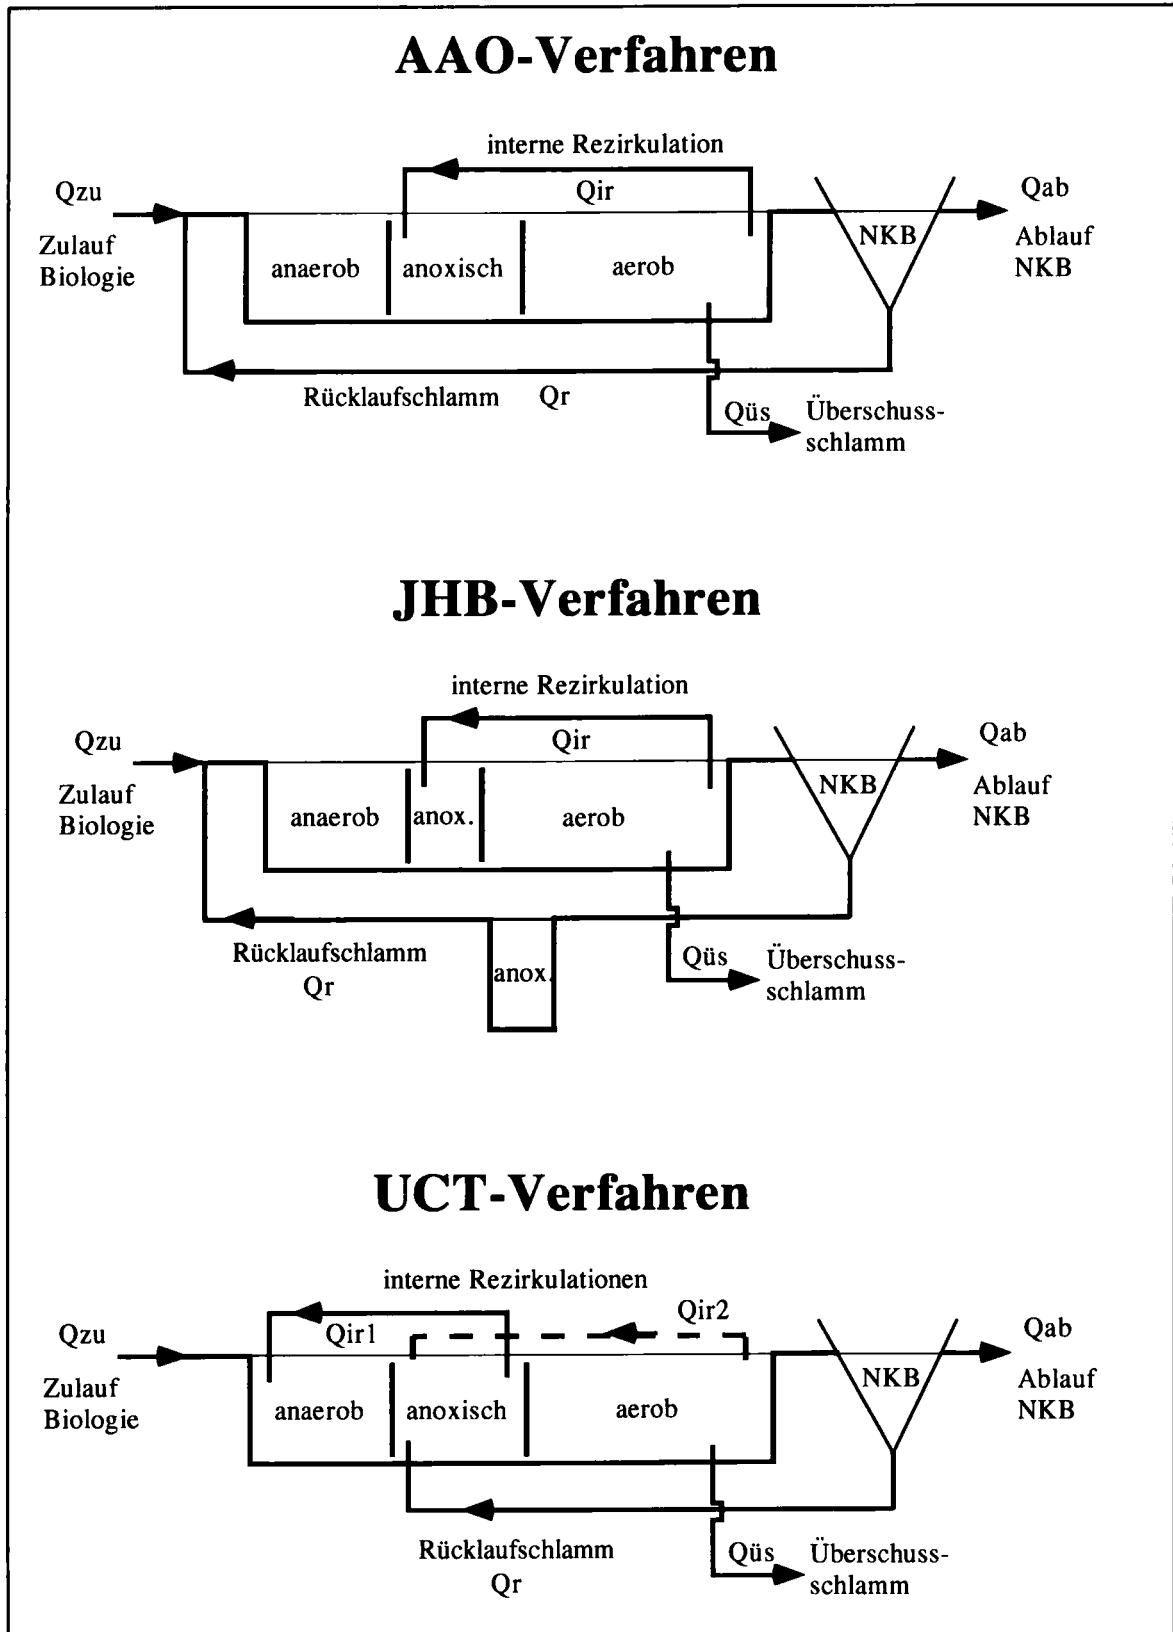 AAO-Verfahren
interne Rezirkulation
Qir
Qzu
Zulauf
Biologie
anaerob
anoxisch
aerob
NKB
Qab
Ablauf
NKB
Rücklaufschlamm Qr
Qüs
Überschuss-
schlamm
JHB-Verfahren
interne Rezirkulation
Qir
Qzu
Zulauf
Biologie
anaerob
anox.
aerob
NKB
Qab
Ablauf
NKB
Rücklaufschlamm
Qr
anox.
Qüs
Überschuss-
schlamm
UCT-Verfahren
interne Rezirkulationen
Qir1
Qir2
Qzu
Zulauf
Biologie
anaerob
anoxisch
aerob
NKB
Qab
Ablauf
NKB
Rücklaufschlamm
Qr
Qüs
Überschuss-
schlamm